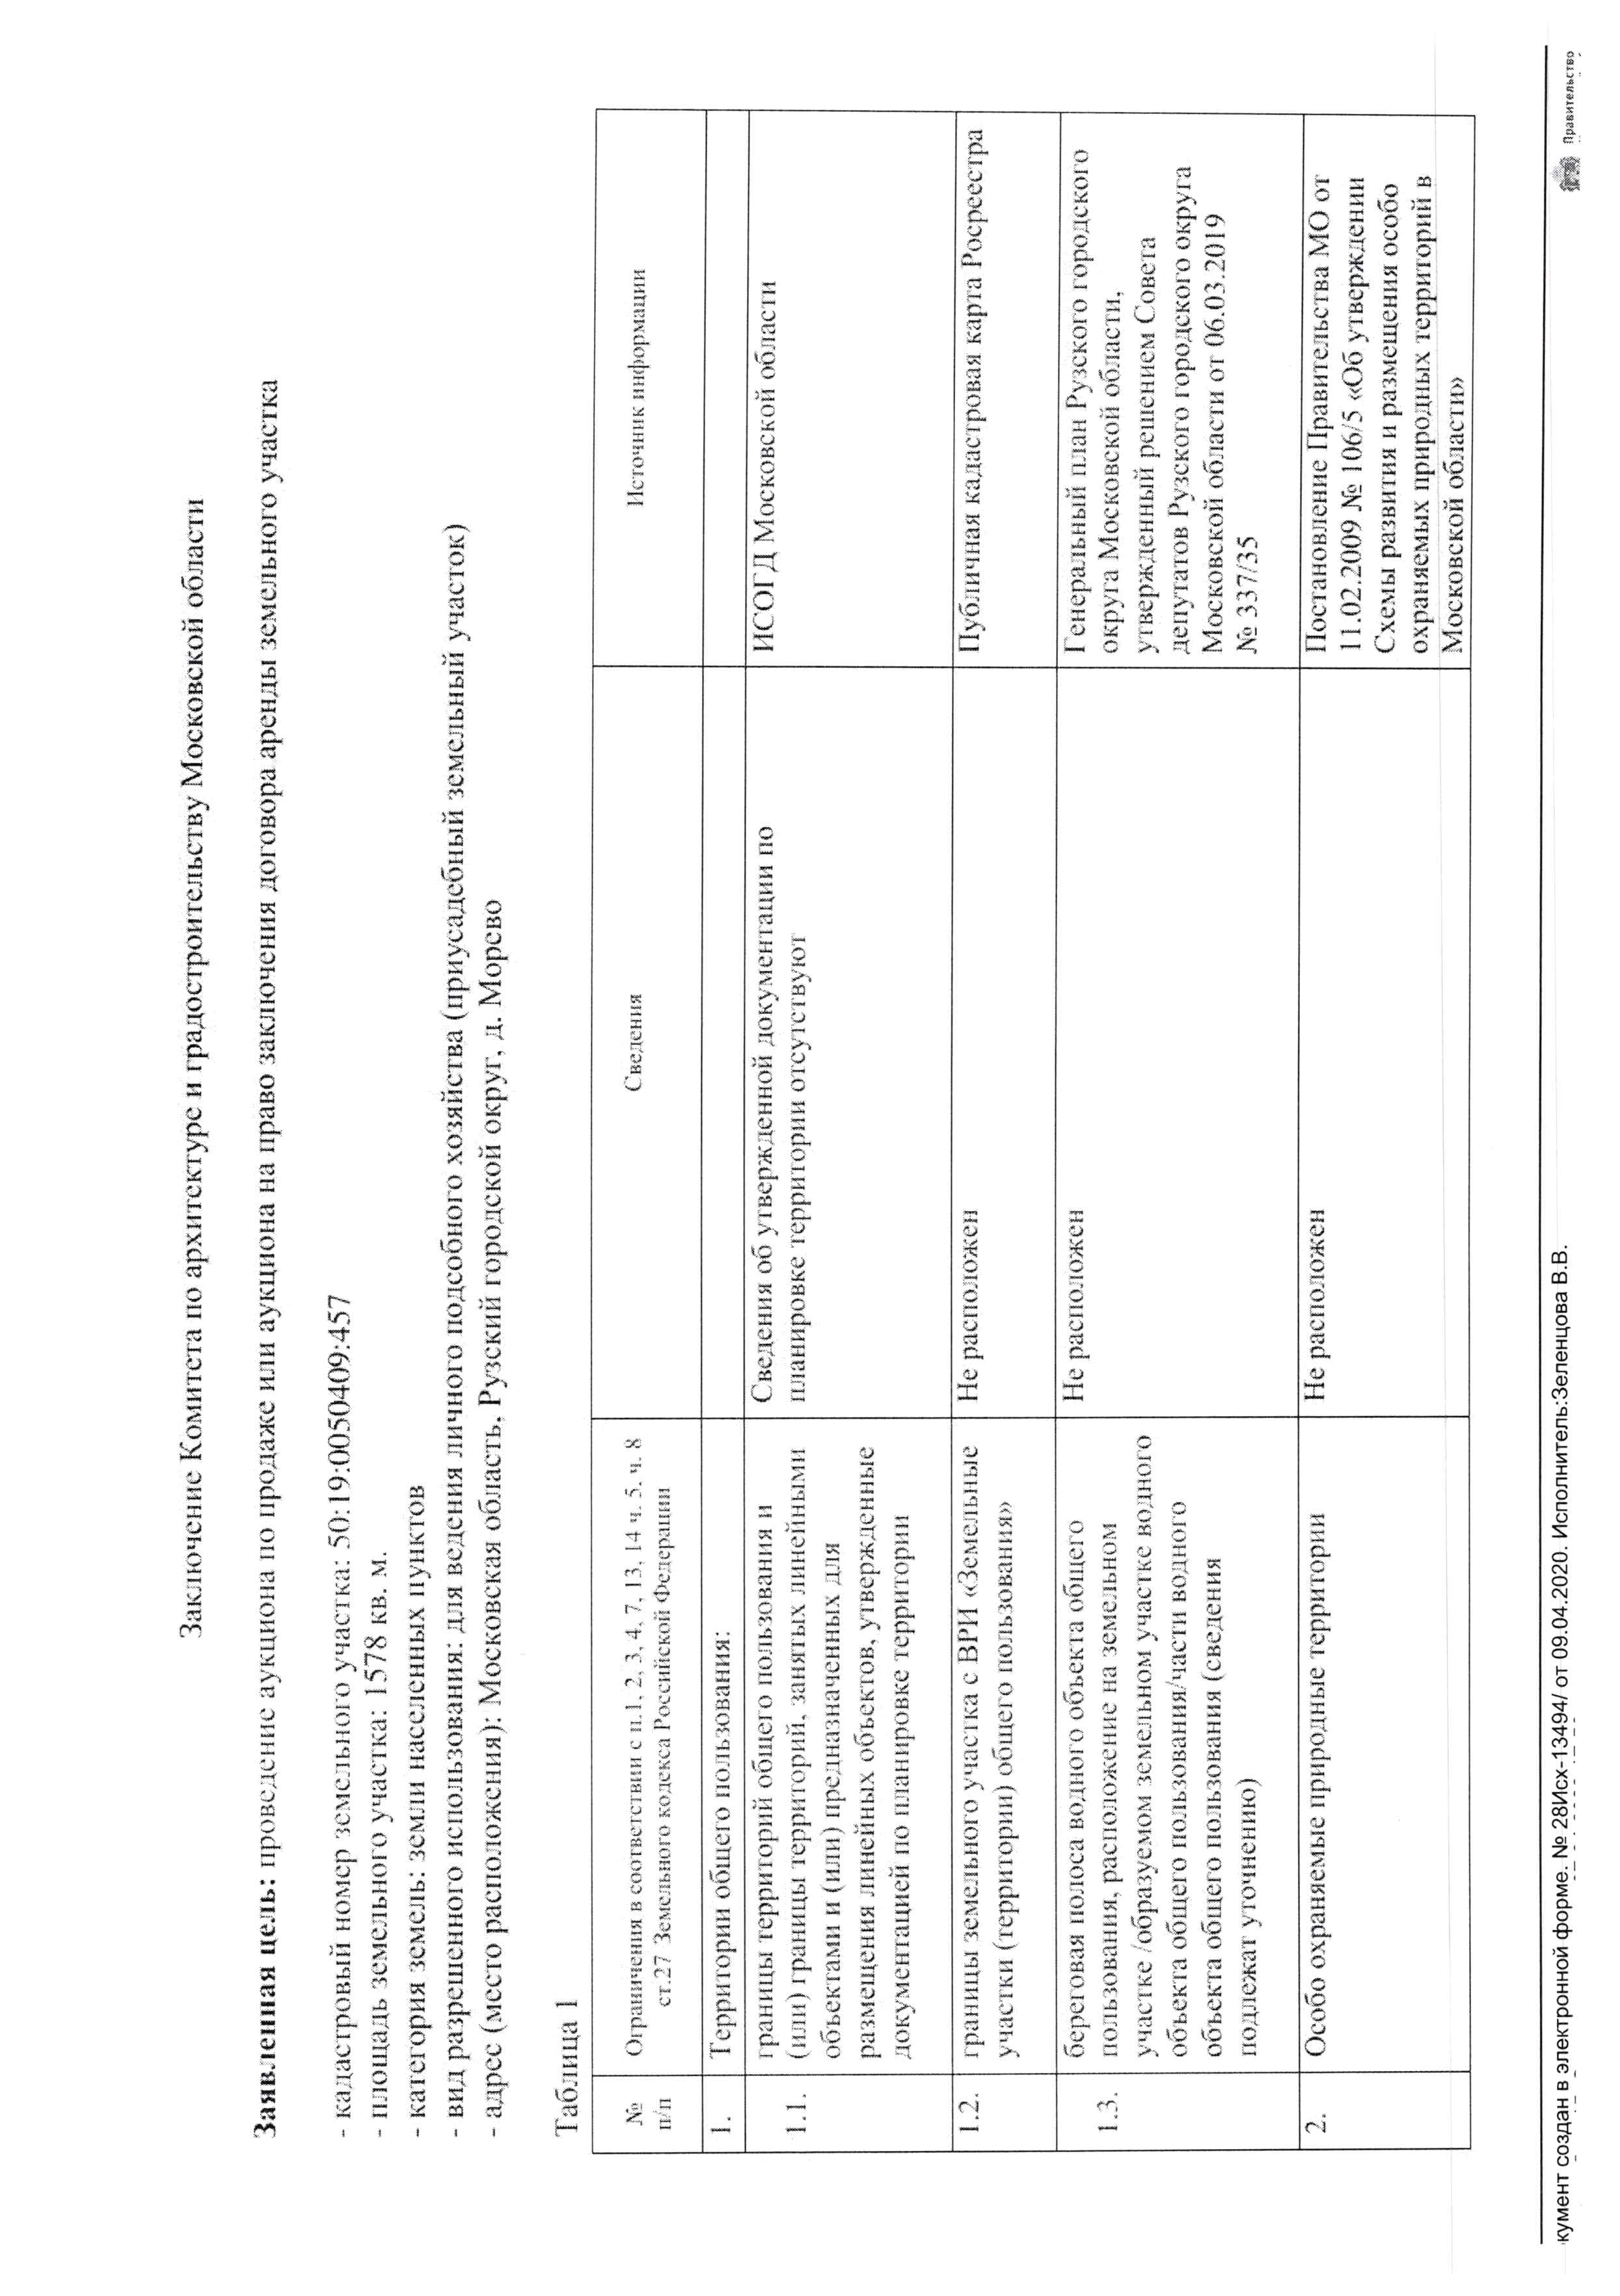 Заключение Комитета по архитектуре и градостроительству Московской области
Заявленная цель: проведение аукциона по продаже или аукциона на право заключения договора аренды земельного участка
- кадастровый номер земельного участка: 50:19:0050409:457
- площадь земельного участка: 1578 кв. м.
- категория земель: земли населенных пунктов
- вид разрешенного использования: для ведения личного подсобного хозяйства (приусадебный земельный участок)
- адрес (место расположения): Московская область, Рузский городской округ, д. Морево
Таблица 1
№
п/п
Ограничения в соответствии с п.1, 2, 3, 4, 7, 13, 14 ч. 5, ч. 8
ст.27 Земельного кодекса Российской Федерации
Сведения
Источник информации
1.
Территории общего пользования:
1.1.
границы территорий общего пользования и
(или) границы территорий, занятых линейными
объектами и (или) предназначенных для
размещения линейных объектов, утвержденные
документацией по планировке территории
Сведения об утвержденной документации по
планировке территории отсутствуют
ИСОГД Московской области
1.2.
границы земельного участка с ВРИ «Земельные
участки (территории) общего пользования»
Не расположен
Публичная кадастровая карта Росреестра
1.3.
береговая полоса водного объекта общего
пользования, расположение на земельном
участке /образуемом земельном участке водного
объекта общего пользования/части водного
объекта общего пользования (сведения
подлежат уточнению)
Не расположен
Генеральный план Рузского городского
округа Московской области,
утвержденный решением Совета
депутатов Рузского городского округа
Московской области от 06.03.2019
№ 337/35
2.
Особо охраняемые природные территории
Не расположен
Постановление Правительства МО от
11.02.2009 № 106/5 «Об утверждении
Схемы развития и размещения особо
охраняемых природных территорий в
Московской области»
кумент создан в электронной форме. № 28Исх-13494/ от 09.04.2020. Исполнитель:Зеленцова В.В.
Правительство